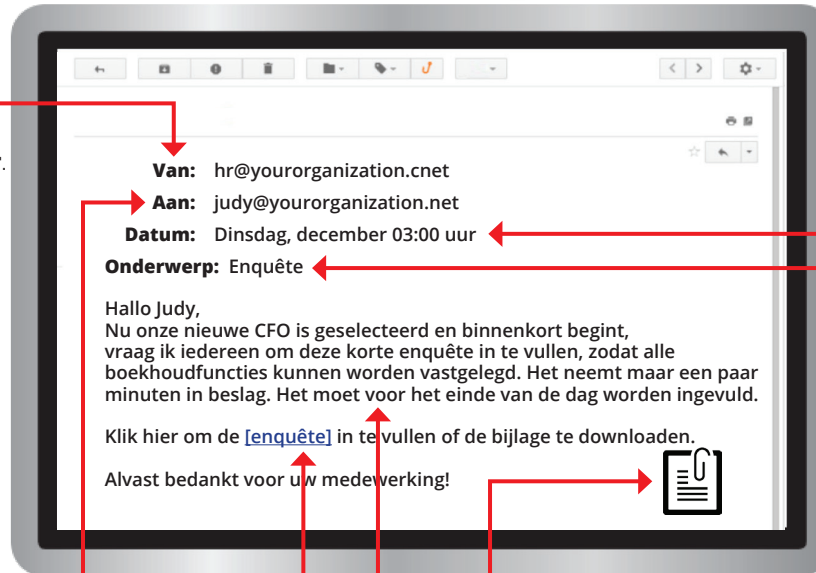 Van: hr@yourorganization.cnet
Aan: judy@yourorganization.net
Datum: Dinsdag, december 03:00 uur
Onderwerp: Enquête
Hallo Judy,
Nu onze nieuwe CFO is geselecteerd en binnenkort begint,
vraag ik iedereen om deze korte enquête in te vullen, zodat alle
boekhoudfuncties kunnen worden vastgelegd. Het neemt maar een paar
minuten in beslag. Het moet voor het einde van de dag worden ingevuld.
Klik hier om de [enquête] in te vullen of de bijlage te downloaden.
Alvast bedankt voor uw medewerking!